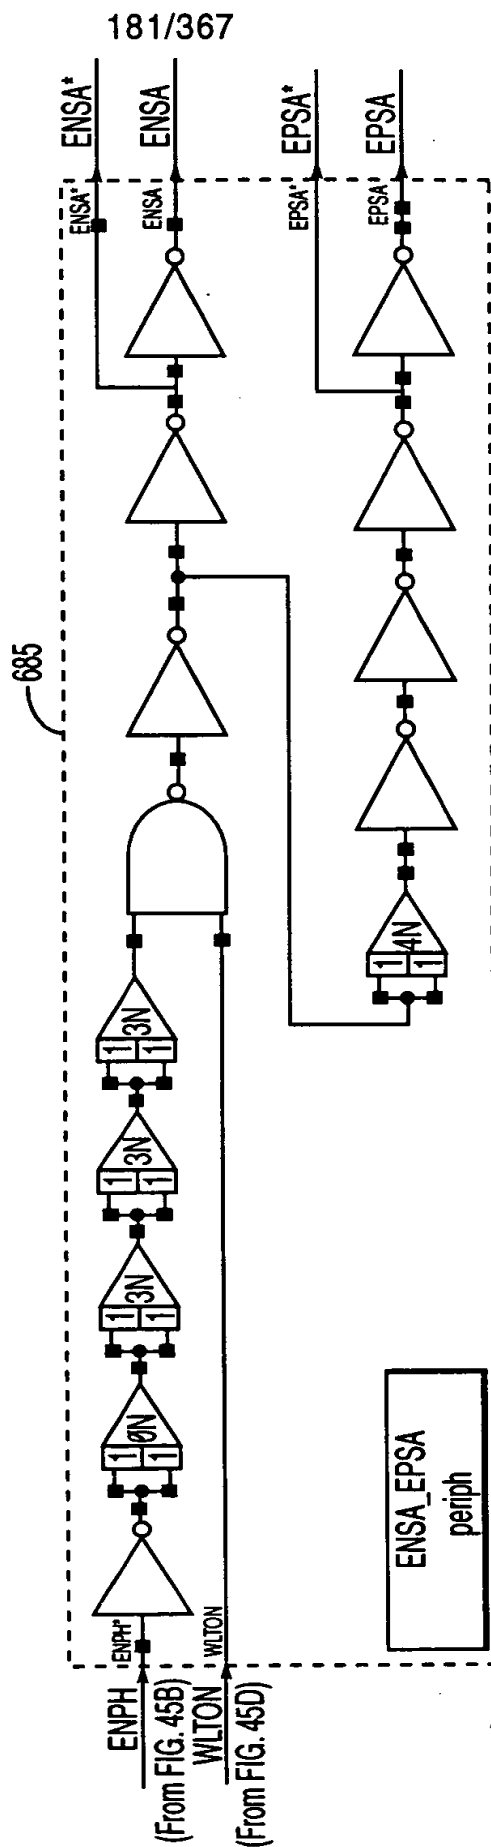 181/367
685
ENPH
(From FIG. 45B)
ENPH*
WLTON
(From FIG. 45D)
WLTON
1
1
ØN
1
1
3N
1
1
3N
1
1
3N
1
1
4N
ENSA*
ENSA*
ENSA
ENSA
EPSA*
EPSA*
EPSA
EPSA
ENSA_EPSA
periph